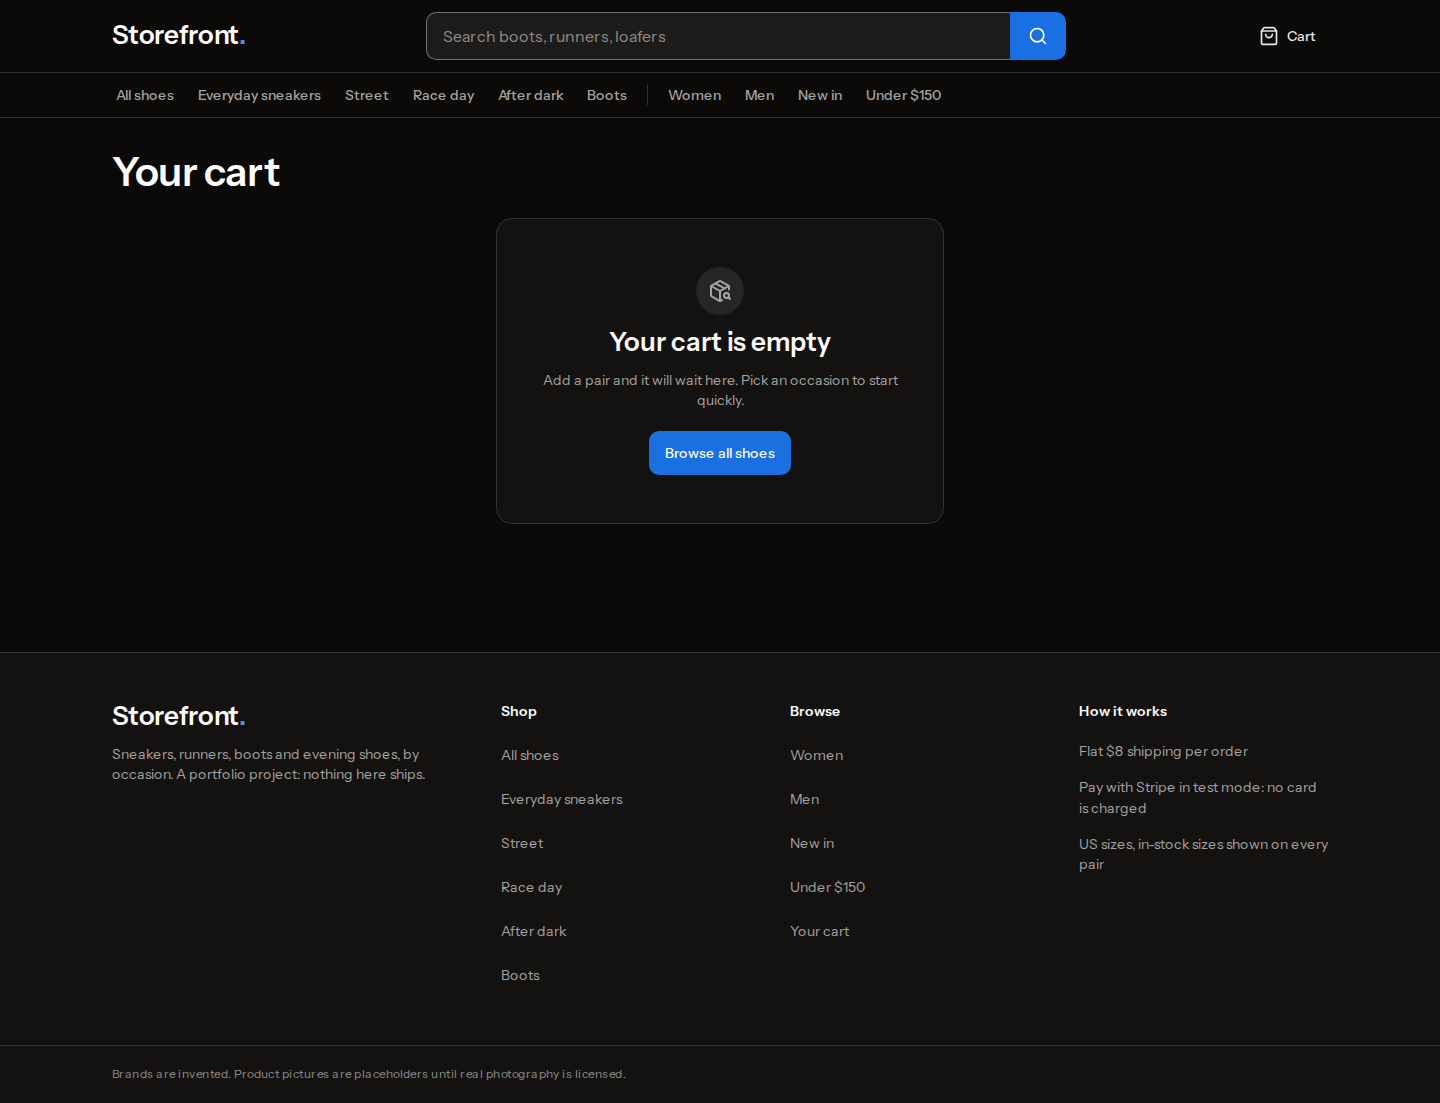 Storefront.
Search boots, runners, loafers
Cart
All shoes
Everyday sneakers
Street
Race day
After dark
Boots
Women
Men
New in
Under $150
Your cart
Your cart is empty
Add a pair and it will wait here. Pick an occasion to start
quickly.
Browse all shoes
Storefront.
Sneakers, runners, boots and evening shoes, by
occasion. A portfolio project: nothing here ships.
Shop
All shoes
Everyday sneakers
Street
Race day
After dark
Boots
Browse
Women
Men
New in
Under $150
Your cart
How it works
Flat $8 shipping per order
Pay with Stripe in test mode: no card
is charged
US sizes, in-stock sizes shown on every
pair
Brands are invented. Product pictures are placeholders until real photography is licensed.